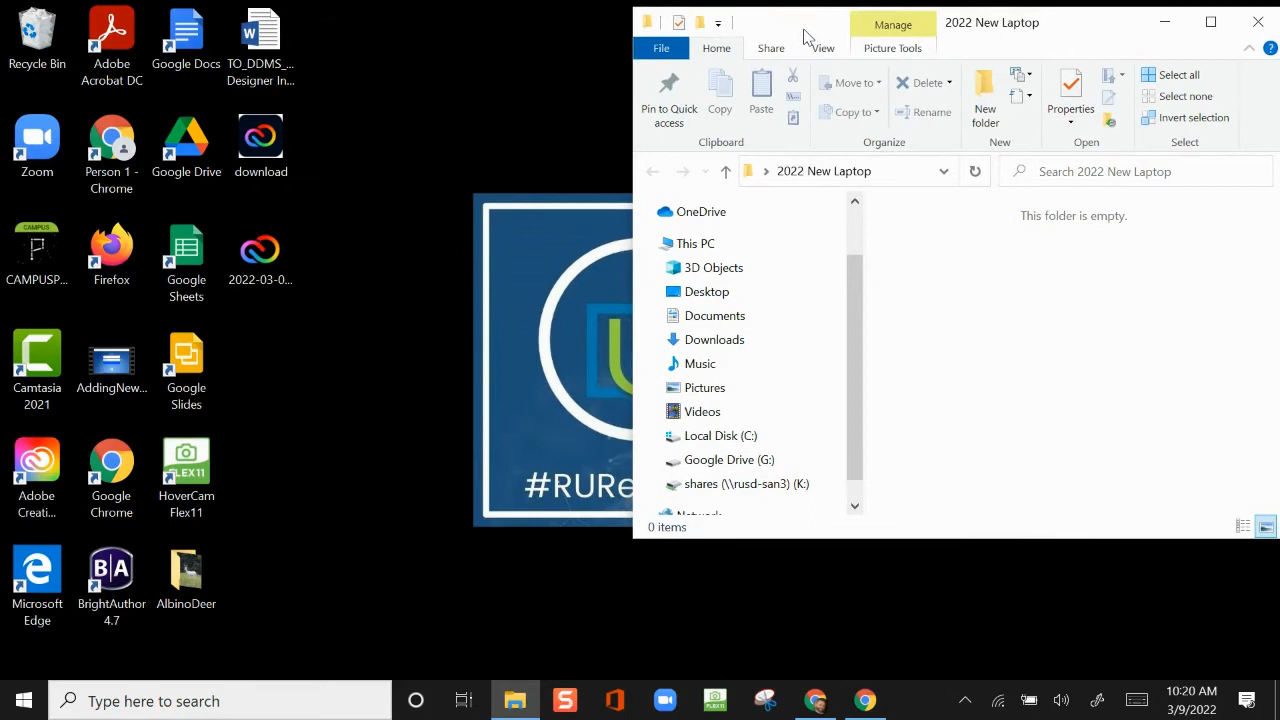 Recycle Bin
Adobe
Acrobat DC
Google Docs
TO_DDMS_...
Designer In...
Zoom
Person 1 -
Chrome
Google Drive
download
CAMPUS
CAMPUSP...
Firefox
Google
Sheets
2022-03-0...
Camtasia
2021
AddingNew...
Google
Slides
Adobe
Creati...
Google
Chrome
FLEX11
HoverCam
Flex11
Microsoft
Edge
B|A
BrightAuthor
4.7
AlbinoDeer
#RURe
Manage
2022 New Laptop
File
Home
Share
View
Picture Tools
Pin to Quick
access
Copy
Paste
Move to
Copy to
Delete
Rename
New
folder
Properties
Select all
Select none
Invert selection
Clipboard
Organize
New
Open
Select
2022 New Laptop
Search 2022 New Laptop
OneDrive
This PC
3D Objects
Desktop
Documents
Downloads
Music
Pictures
Videos
Local Disk (C:)
Google Drive (G:)
shares (\\rusd-san3) (K:)
Network
This folder is empty.
0 items
Type here to search
FLEX11
10:20 AM
3/9/2022